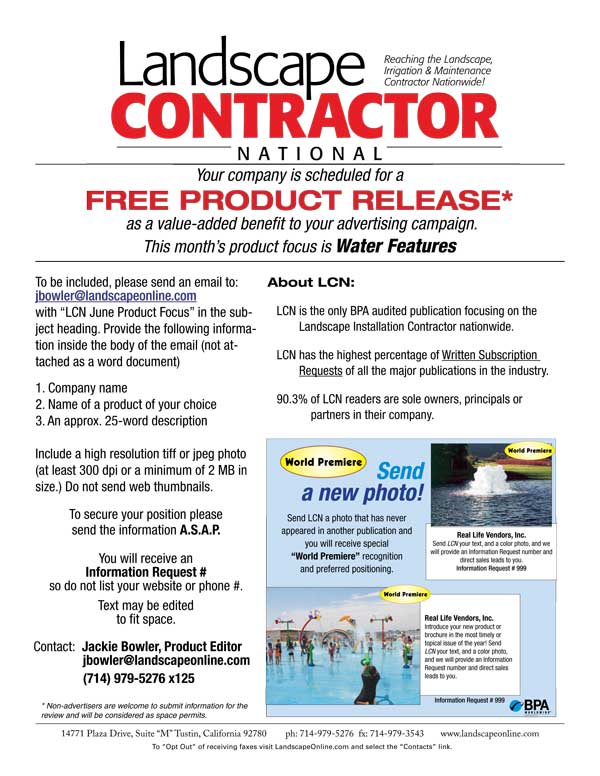 Landscape
Reaching the Landscape,
Irrigation & Maintenance
Contractor Nationwide!
CONTRACTOR
NATIONAL
Your company is scheduled for a
FREE PRODUCT RELEASE*
as a value-added benefit to your advertising campaign.
This month's product focus is Water Features
To be included, please send an email to:
jbowler@landscapeonline.com
with “LCN June Product Focus” in the sub-
ject heading. Provide the following informa-
tion inside the body of the email (not at-
tached as a word document)
1. Company name
2. Name of a product of your choice
3. An approx. 25-word description
Include a high resolution tiff or jpeg photo
(at least 300 dpi or a minimum of 2 MB in
size.) Do not send web thumbnails.
To secure your position please
send the information A.S.A.P.
You will receive an
Information Request #
so do not list your website or phone #.
Text may be edited
to fit space.
Contact: Jackie Bowler, Product Editor
jbowler@landscapeonline.com
(714) 979-5276 x125
* Non-advertisers are welcome to submit information for the
review and will be considered as space permits.
About LCN:
LCN is the only BPA audited publication focusing on the
Landscape Installation Contractor nationwide.
LCN has the highest percentage of Written Subscription
Requests of all the major publications in the industry.
90.3% of LCN readers are sole owners, principals or
partners in their company.
World Premiere
Send
a new photo!
Send LCN a photo that has never
appeared in another publication and
you will receive special
“World Premiere” recognition
and preferred positioning.
World Premiere
Real Life Vendors, Inc.
Send LCN your text, and a color photo, and we
will provide an Information Request number and
direct sales leads to you.
Information Request # 999
World Premiere
Real Life Vendors, Inc.
Introduce your new product or
brochure in the most timely or
topical issue of the year! Send
LCN your text, and a color photo,
and we will provide an Information
Request number and direct sales
leads to you.
Information Request # 999
BPA
WORLDWIDE
14771 Plaza Drive, Suite “M” Tustin, California 92780 ph: 714-979-5276 fx: 714-979-3543 www.landscapeonline.com
To “Opt Out” of receiving faxes visit LandscapeOnline.com and select the “Contacts” link.